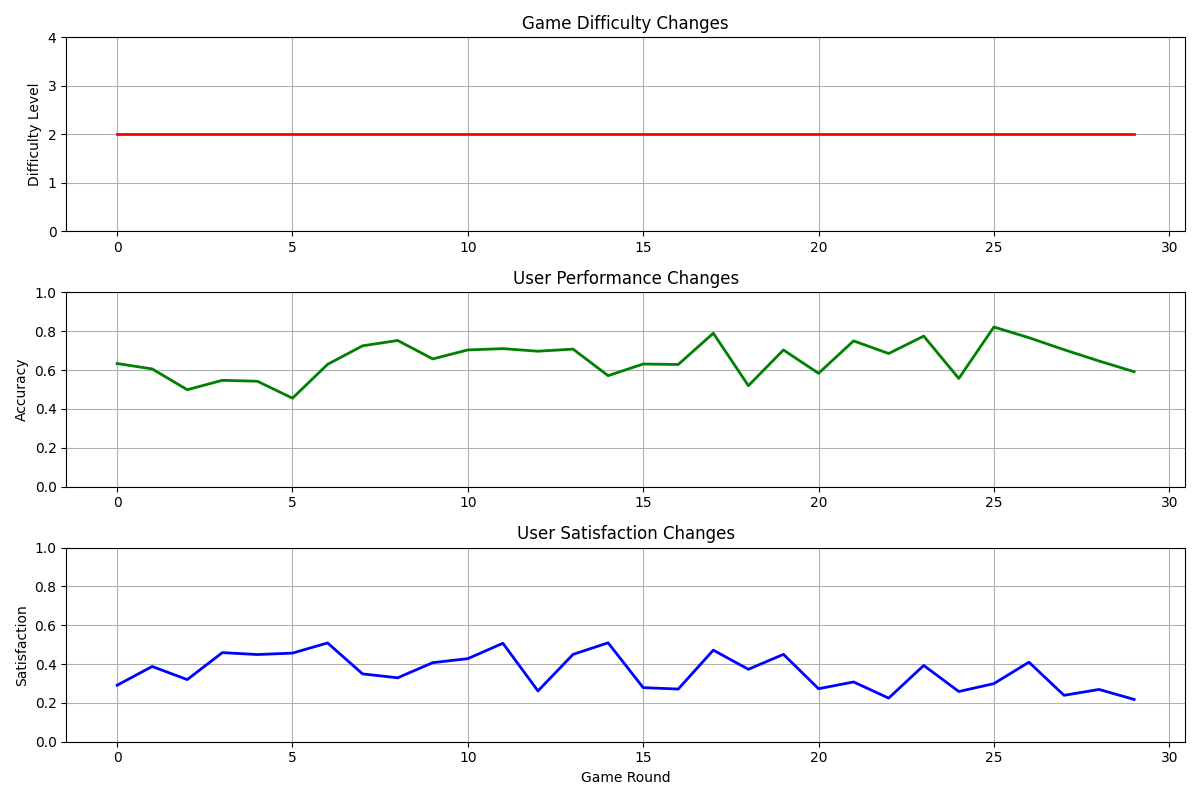 Game Difficulty Changes
4
3
2
1
0
Difficulty Level
0 5 10 15 20 25 30
User Performance Changes
1.0
0.8
0.6
0.4
0.2
0.0
Accuracy
0 5 10 15 20 25 30
User Satisfaction Changes
1.0
0.8
0.6
0.4
0.2
0.0
Satisfaction
0 5 10 15 20 25 30
Game Round